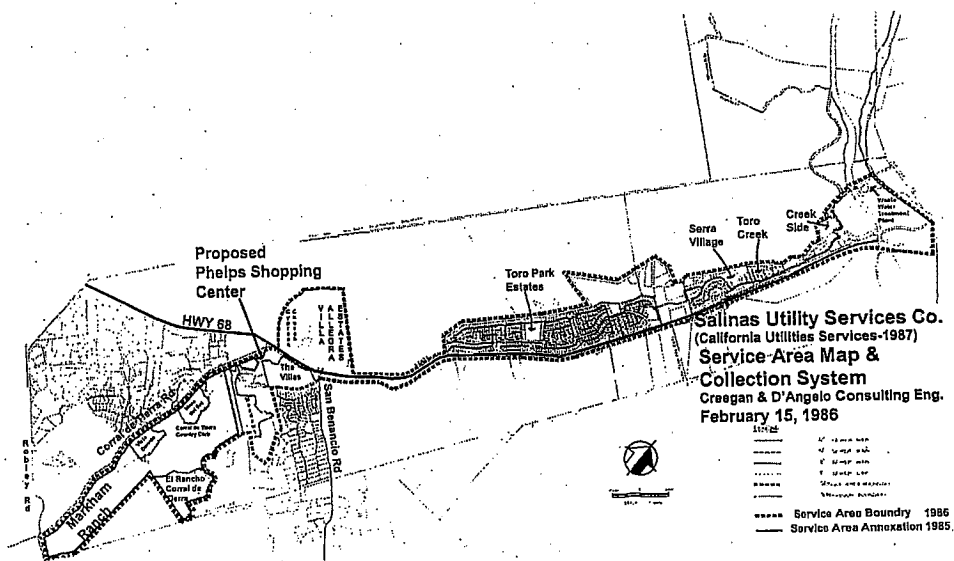 Proposed
Phelps Shopping
Center
HWY 68
VILLA
ALLEGRA
ESTATES
The
Villas
Corral de Tierra Rd
San Benancio Rd
Robley Rd
Corral de Tierra
Country Club
El Rancho
Corral de
Tierra
Markham
Ranch
Toro Park
Estates
Serra
Village
Toro
Creek
Creek
Side
Waste
Water
Treatment
Plant
Salinas Utility Services Co.
(California Utilities Services-1987)
Service Area Map &
Collection System
Creegan & D'Angelo Consulting Eng.
February 15, 1986
Service Area Boundry 1986
Service Area Annexation 1985